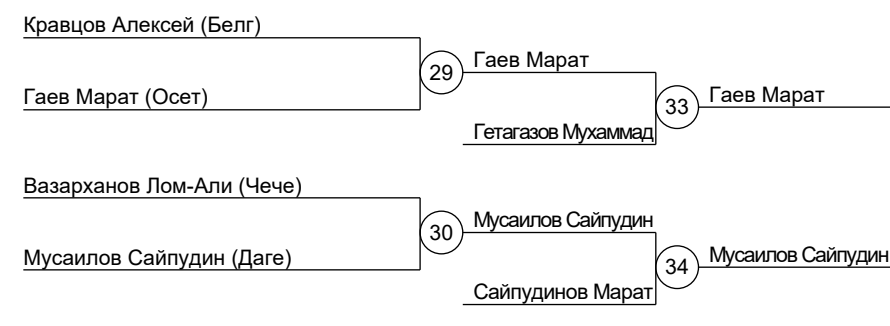 Кравцов Алексей (Белг)
29
Гаев Марат
Гаев Марат (Осет)
33
Гаев Марат
Гетагазов Мухаммад
Вазарханов Лом-Али (Чече)
30
Мусаилов Сайпудин
Мусаилов Сайпудин (Даге)
34
Мусаилов Сайпудин
Сайпудинов Марат